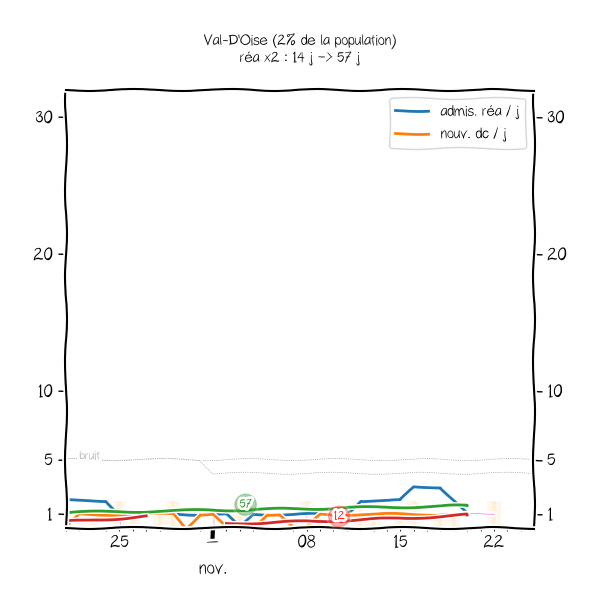 Val-D'Oise (2% de la population)
réa x2 : 14 j -> 57 j
admis. réa / j
nouv. dc / j
30
30
20
20
10
10
5
bruit
5
57
12
1
1
25
1
08
15
22
nov.